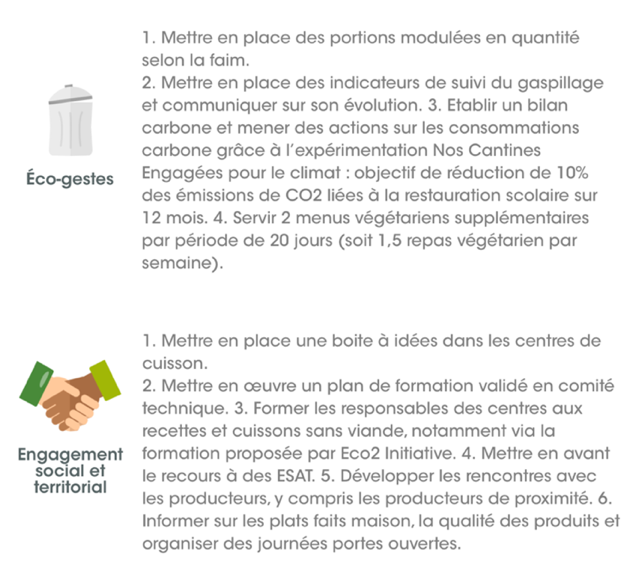 1. Mettre en place des portions modulées en quantité
selon la faim.
2. Mettre en place des indicateurs de suivi du gaspillage
et communiquer sur son évolution. 3. Etablir un bilan
carbone et mener des actions sur les consommations
carbone grâce à l'expérimentation Nos Cantines
Engagées pour le climat : objectif de réduction de 10%
des émissions de CO2 liées à la restauration scolaire sur
12 mois. 4. Servir 2 menus végétariens supplémentaires
par période de 20 jours (soit 1,5 repas végétarien par
semaine).
Éco-gestes
1. Mettre en place une boite à idées dans les centres de
cuisson.
2. Mettre en œuvre un plan de formation validé en comité
technique. 3. Former les responsables des centres aux
recettes et cuissons sans viande, notamment via la
formation proposée par Eco2 Initiative. 4. Mettre en avant
le recours à des ESAT. 5. Développer les rencontres avec
les producteurs, y compris les producteurs de proximité. 6.
Informer sur les plats faits maison, la qualité des produits et
organiser des journées portes ouvertes.
Engagement
social et
territorial